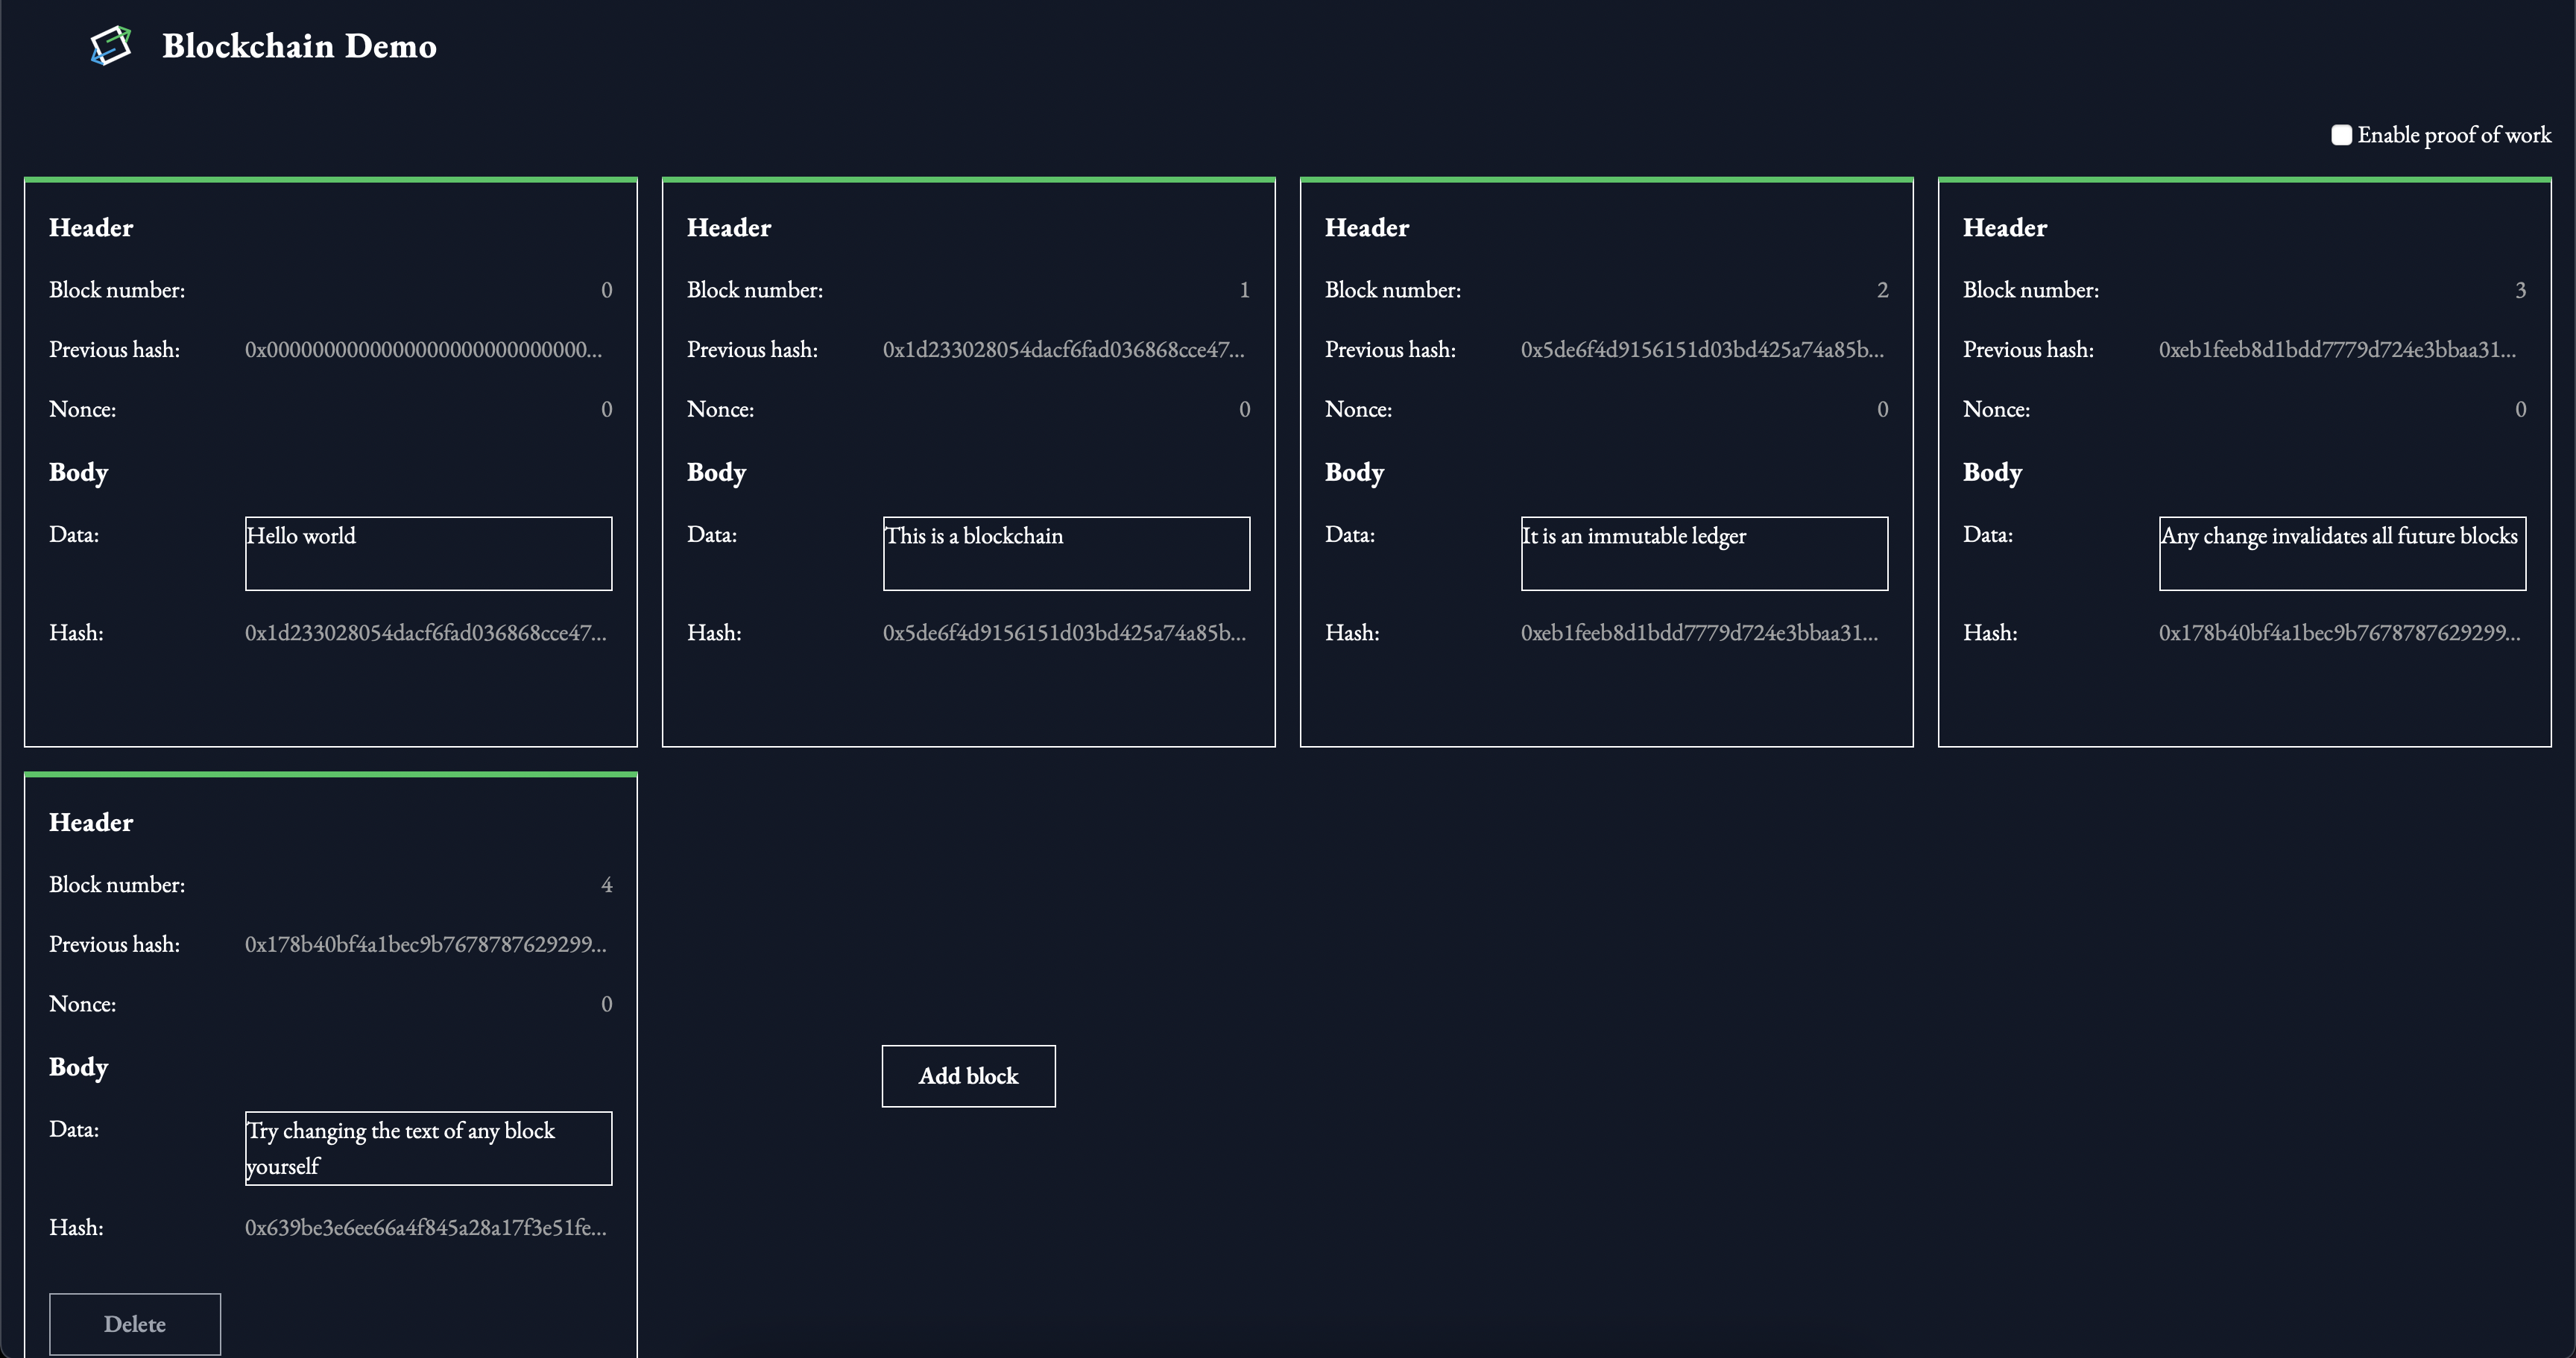 Blockchain Demo
Enable proof of work
Header
Block number: 0
Previous hash: 0x0000000000000000000000000000...
Nonce: 0
Body
Data: Hello world
Hash: 0x1d233028054dacf6fad036868cce47...
Header
Block number: 1
Previous hash: 0x1d233028054dacf6fad036868cce47...
Nonce: 0
Body
Data: This is a blockchain
Hash: 0x5de6f4d9156151d03bd425a74a85b...
Header
Block number: 2
Previous hash: 0x5de6f4d9156151d03bd425a74a85b...
Nonce: 0
Body
Data: It is an immutable ledger
Hash: 0xeb1feeb8d1bdd7779d724e3bbaa31...
Header
Block number: 3
Previous hash: 0xeb1feeb8d1bdd7779d724e3bbaa31...
Nonce: 0
Body
Data: Any change invalidates all future blocks
Hash: 0x178b40bf4a1bec9b7678787629299...
Header
Block number: 4
Previous hash: 0x178b40bf4a1bec9b7678787629299...
Nonce: 0
Body
Data: Try changing the text of any block
yourself
Hash: 0x639be3e6ee66a4f845a28a17f3e51fe...
Delete
Add block